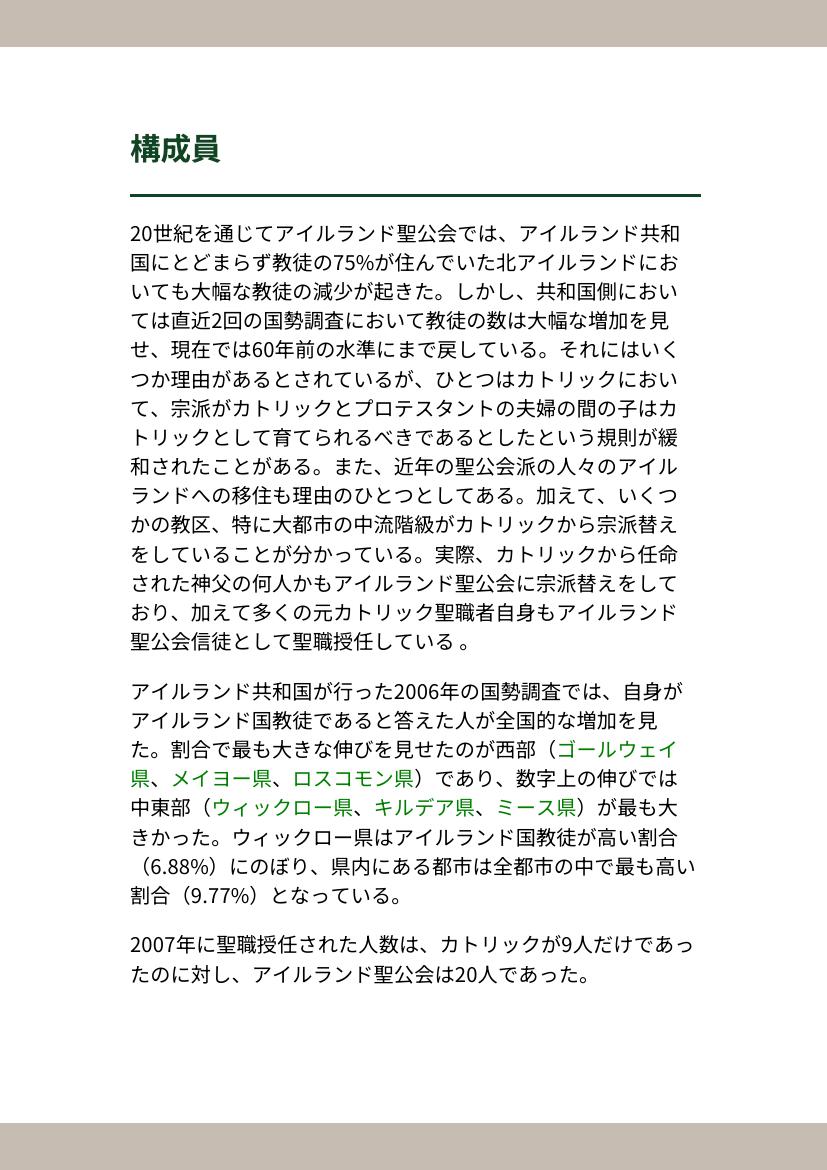 構成員
20世紀を通じてアイルランド聖公会では、アイルランド共和
国にとどまらず教徒の75%が住んでいた北アイルランドにお
いても大幅な教徒の減少が起きた。しかし、共和国側におい
ては直近2回の国勢調査において教徒の数は大幅な増加を見
せ、現在では60年前の水準にまで戻している。それにはいく
つか理由があるとされているが、ひとつはカトリックにおい
て、宗派がカトリックとプロテスタントの夫婦の間の子はカ
トリックとして育てられるべきであるとしたという規則が緩
和されたことがある。また、近年の聖公会派の人々のアイル
ランドへの移住も理由のひとつとしてある。加えて、いくつ
かの教区、特に大都市の中流階級がカトリックから宗派替え
をしていることが分かっている。実際、カトリックから任命
された神父の何人かもアイルランド聖公会に宗派替えをして
おり、加えて多くの元カトリック聖職者自身もアイルランド
聖公会信徒として聖職授任している 。
アイルランド共和国が行った2006年の国勢調査では、自身が
アイルランド国教徒であると答えた人が全国的な増加を見
た。割合で最も大きな伸びを見せたのが西部（ゴールウェイ
県、メイヨー県、ロスコモン県）であり、数字上の伸びでは
中東部（ウィックロー県、キルデア県、ミース県）が最も大
きかった。ウィックロー県はアイルランド国教徒が高い割合
（6.88%）にのぼり、県内にある都市は全都市の中で最も高い
割合（9.77%）となっている。
2007年に聖職授任された人数は、カトリックが9人だけであっ
たのに対し、アイルランド聖公会は20人であった。